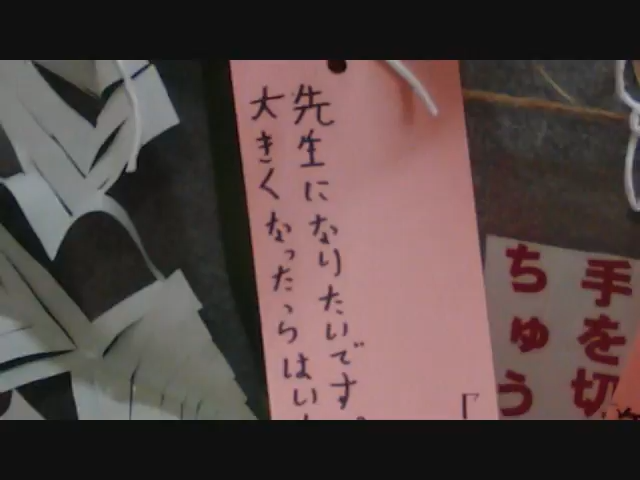 大きくなったらはい
先生になりたいです。
手を切
ちゅう